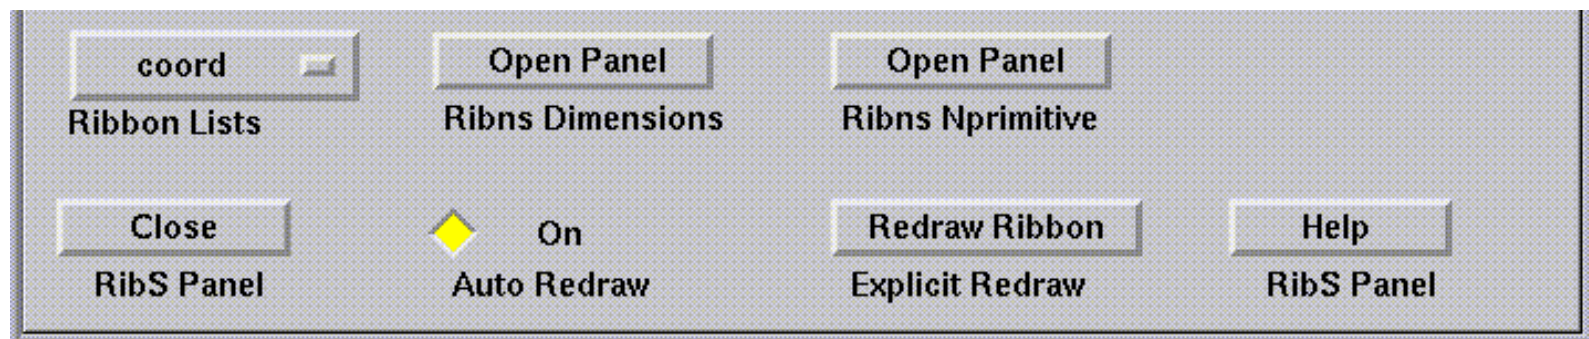 coord Open Panel Open Panel
Ribbon Lists Ribns Dimensions Ribns Nprimitive
Close On Redraw Ribbon Help
RibS Panel Auto Redraw Explicit Redraw RibS Panel